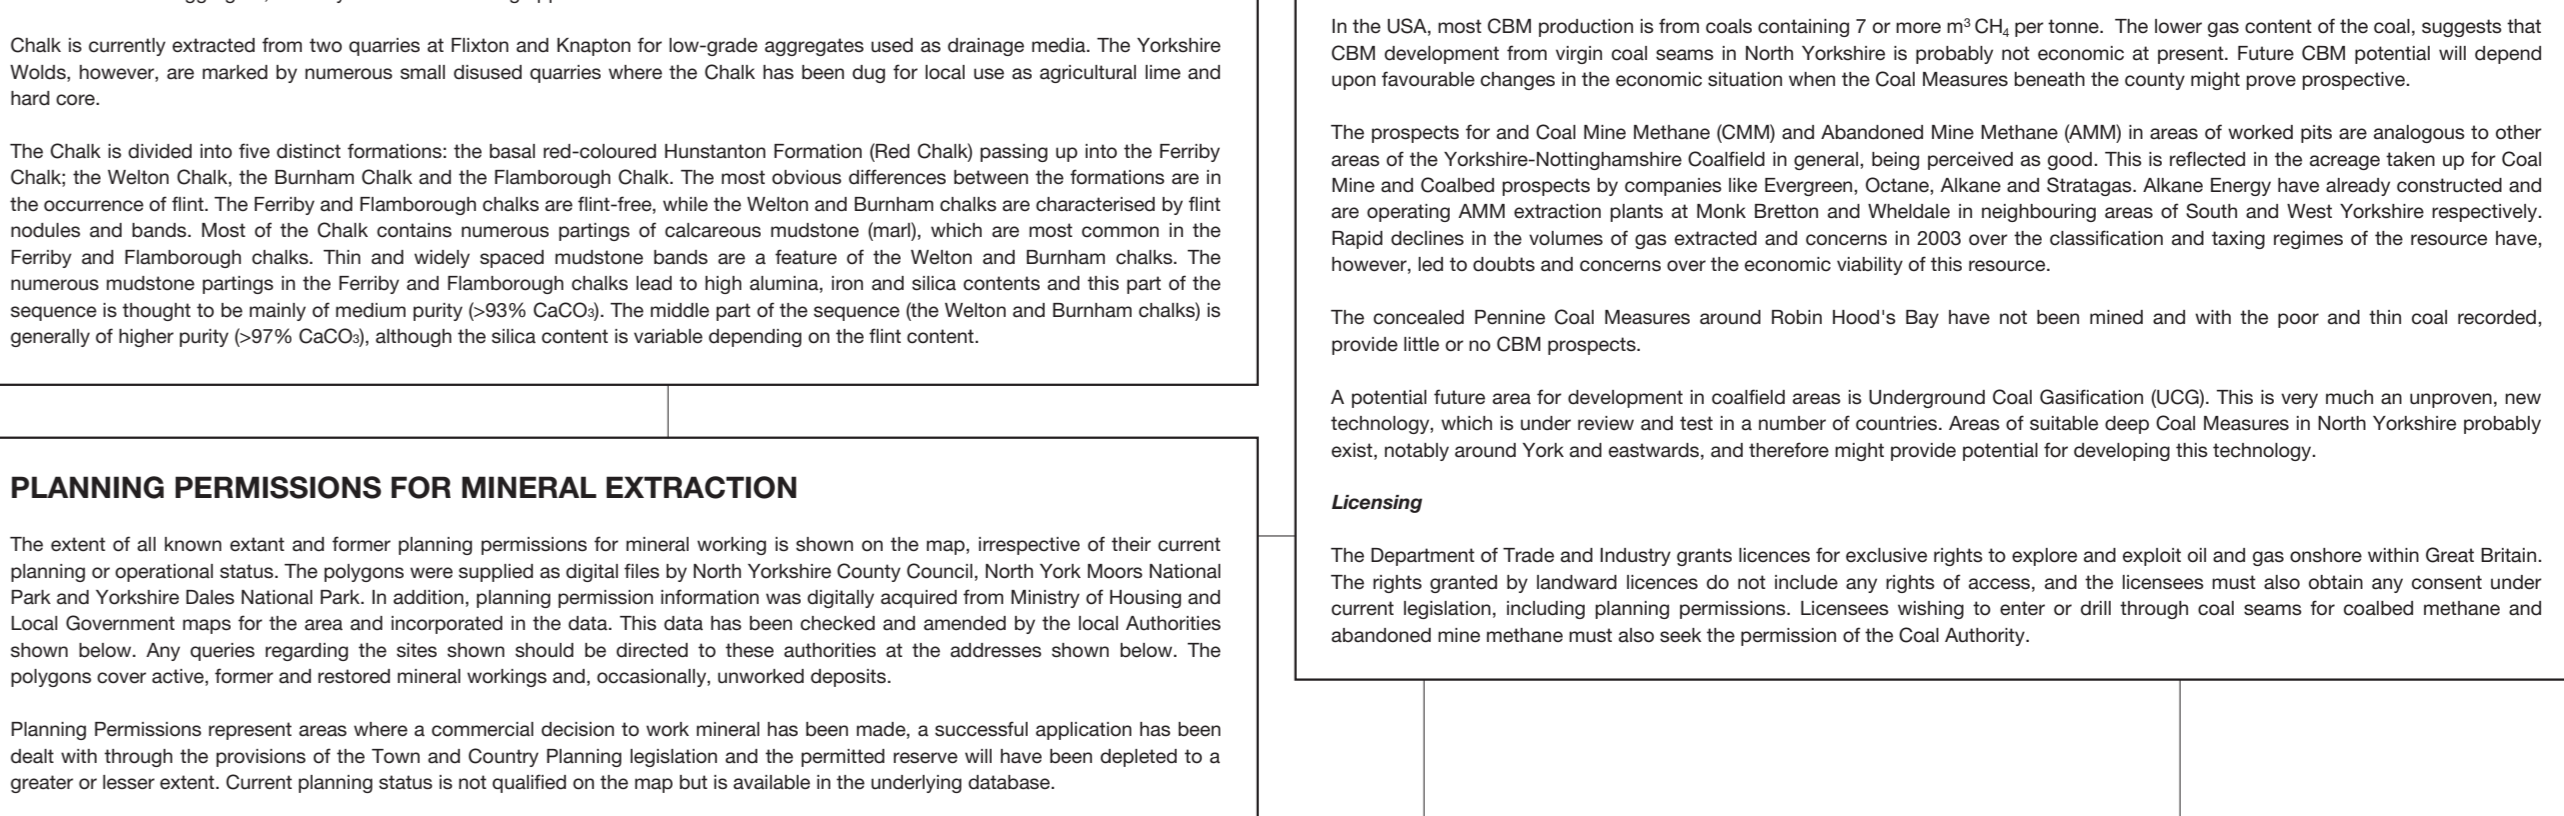 Chalk is currently extracted from two quarries at Flixton and Knapton for low-grade aggregates used as drainage media. The Yorkshire
Wolds, however, are marked by numerous small disused quarries where the Chalk has been dug for local use as agricultural lime and
hard core.
The Chalk is divided into five distinct formations: the basal red-coloured Hunstanton Formation (Red Chalk) passing up into the Ferriby
Chalk; the Welton Chalk, the Burnham Chalk and the Flamborough Chalk. The most obvious differences between the formations are in
the occurrence of flint. The Ferriby and Flamborough chalks are flint-free, while the Welton and Burnham chalks are characterised by flint
nodules and bands. Most of the Chalk contains numerous partings of calcareous mudstone (marl), which are most common in the
Ferriby and Flamborough chalks. Thin and widely spaced mudstone bands are a feature of the Welton and Burnham chalks. The
numerous mudstone partings in the Ferriby and Flamborough chalks lead to high alumina, iron and silica contents and this part of the
sequence is thought to be mainly of medium purity (>93% CaCO₃). The middle part of the sequence (the Welton and Burnham chalks) is
generally of higher purity (>97% CaCO₃), although the silica content is variable depending on the flint content.
PLANNING PERMISSIONS FOR MINERAL EXTRACTION
The extent of all known extant and former planning permissions for mineral working is shown on the map, irrespective of their current
planning or operational status. The polygons were supplied as digital files by North Yorkshire County Council, North York Moors National
Park and Yorkshire Dales National Park. In addition, planning permission information was digitally acquired from Ministry of Housing and
Local Government maps for the area and incorporated in the data. This data has been checked and amended by the local Authorities
shown below. Any queries regarding the sites shown should be directed to these authorities at the addresses shown below. The
polygons cover active, former and restored mineral workings and, occasionally, unworked deposits.
Planning Permissions represent areas where a commercial decision to work mineral has been made, a successful application has been
dealt with through the provisions of the Town and Country Planning legislation and the permitted reserve will have been depleted to a
greater or lesser extent. Current planning status is not qualified on the map but is available in the underlying database.
In the USA, most CBM production is from coals containing 7 or more m³ CH₄ per tonne. The lower gas content of the coal, suggests that
CBM development from virgin coal seams in North Yorkshire is probably not economic at present. Future CBM potential will depend
upon favourable changes in the economic situation when the Coal Measures beneath the county might prove prospective.
The prospects for and Coal Mine Methane (CMM) and Abandoned Mine Methane (AMM) in areas of worked pits are analogous to other
areas of the Yorkshire-Nottinghamshire Coalfield in general, being perceived as good. This is reflected in the acreage taken up for Coal
Mine and Coalbed prospects by companies like Evergreen, Octane, Alkane and Stratagas. Alkane Energy have already constructed and
are operating AMM extraction plants at Monk Bretton and Wheldale in neighbouring areas of South and West Yorkshire respectively.
Rapid declines in the volumes of gas extracted and concerns in 2003 over the classification and taxing regimes of the resource have,
however, led to doubts and concerns over the economic viability of this resource.
The concealed Pennine Coal Measures around Robin Hood's Bay have not been mined and with the poor and thin coal recorded,
provide little or no CBM prospects.
A potential future area for development in coalfield areas is Underground Coal Gasification (UCG). This is very much an unproven, new
technology, which is under review and test in a number of countries. Areas of suitable deep Coal Measures in North Yorkshire probably
exist, notably around York and eastwards, and therefore might provide potential for developing this technology.
Licensing
The Department of Trade and Industry grants licences for exclusive rights to explore and exploit oil and gas onshore within Great Britain.
The rights granted by landward licences do not include any rights of access, and the licensees must also obtain any consent under
current legislation, including planning permissions. Licensees wishing to enter or drill through coal seams for coalbed methane and
abandoned mine methane must also seek the permission of the Coal Authority.